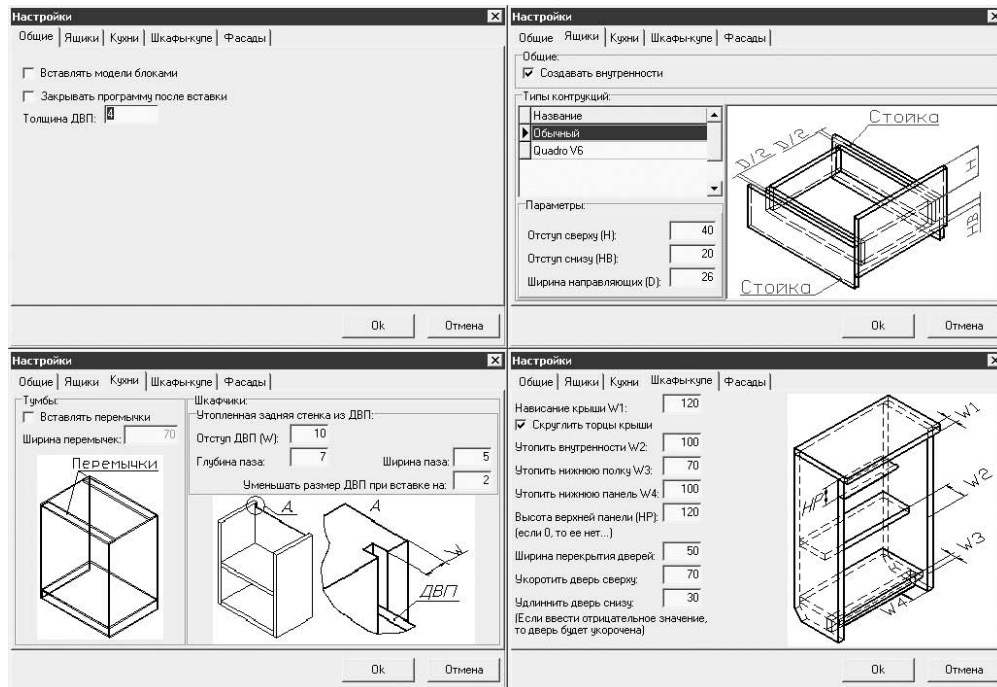 Настройки
Общие Ящики Кухни Шкафы-купе Фасады
Вставлять модели блоками
Закрывать программу после вставки
Толщина ДВП: 4
Ok Отмена
Настройки
Общие Ящики Кухни Шкафы-купе Фасады
Общие:
Создавать внутренности
Типы контрукций:
Название
Обычный
Quadro V6
Параметры:
Отступ сверху (H): 40
Отступ снизу (HB): 20
Ширина направляющих (D): 26
Стойка
D/2 D/2
H
HB
Стойка
Ok Отмена
Настройки
Общие Ящики Кухни Шкафы-купе Фасады
Тумбы:
Вставлять перемычки
Ширина перемычек: 70
Перемычки
Шкафчики:
Утопленная задняя стенка из ДВП:
Отступ ДВП (W): 10
Глубина паза: 7 Ширина паза: 5
Уменьшать размер ДВП при вставке на: 2
A A
W
ДВП
Ok Отмена
Настройки
Общие Ящики Кухни Шкафы-купе Фасады
Нависание крыши W1: 120
Скруглить торцы крыши
Утопить внутренности W2: 100
Утопить нижнюю полку W3: 70
Утопить нижнюю панель W4: 100
Высота верхней панели (HP): 120
(если 0, то ее нет...)
Ширина перекрытия дверей: 50
Укоротить дверь сверху: 70
Удлиннить дверь снизу: 30
(Если ввести отрицательное значение,
то дверь будет укорочена)
W1
HP
W2
W3
W4
Ok Отмена